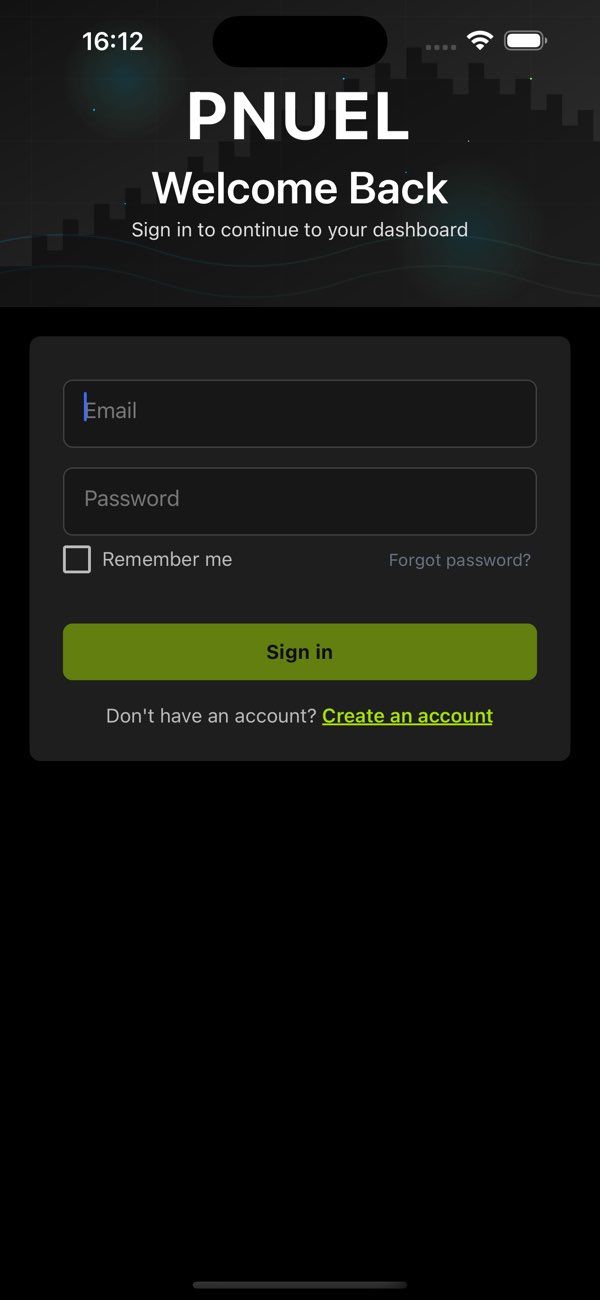 16:12
PNUEL
Welcome Back
Sign in to continue to your dashboard
Email
Password
Remember me
Forgot password?
Sign in
Don't have an account? Create an account